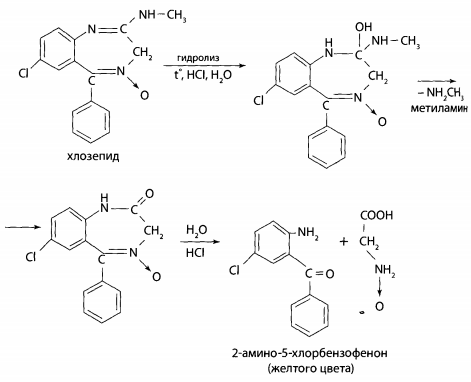 NH—CH₃
N
C
CH₂
Cl
C
N
O
хлозепид
гидролиз
t°, HCl, H₂O
OH
H
N
C
NH—CH₃
CH₂
Cl
C
N
O
– NH₂CH₃
метиламин
H
N
O
C
CH₂
Cl
C
N
O
H₂O
HCl
NH₂
Cl
C
O
+
COOH
CH₂
NH₂
O
2-амино-5-хлорбензофенон
(желтого цвета)